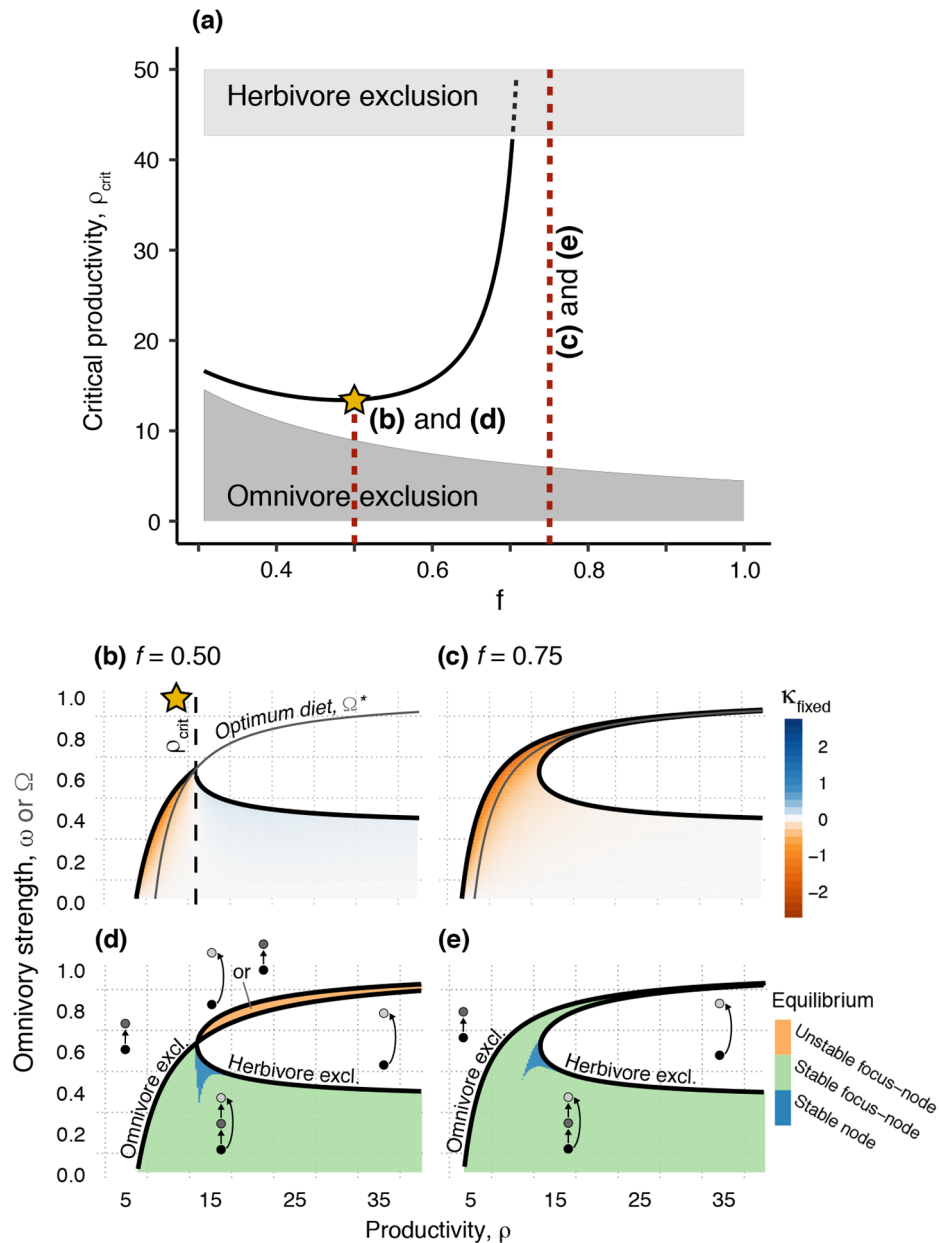 (a)
50
40
30
20
10
0
Critical productivity, ρcrit
Herbivore exclusion
(c) and (e)
(b) and (d)
Omnivore exclusion
0.4 0.6 0.8 1.0
f
(b) f = 0.50
(c) f = 0.75
1.0
0.8
0.6
0.4
0.2
0.0
ρcrit
Optimum diet, Ω*
κfixed
2
1
0
−1
−2
Omnivory strength, ω or Ω
(d)
1.0
0.8
0.6
0.4
0.2
0.0
or
Omnivore excl.
Herbivore excl.
5 15 25 35
(e)
Omnivore excl.
Herbivore excl.
5 15 25 35
Equilibrium
Unstable focus−node
Stable focus−node
Stable node
Productivity, ρ